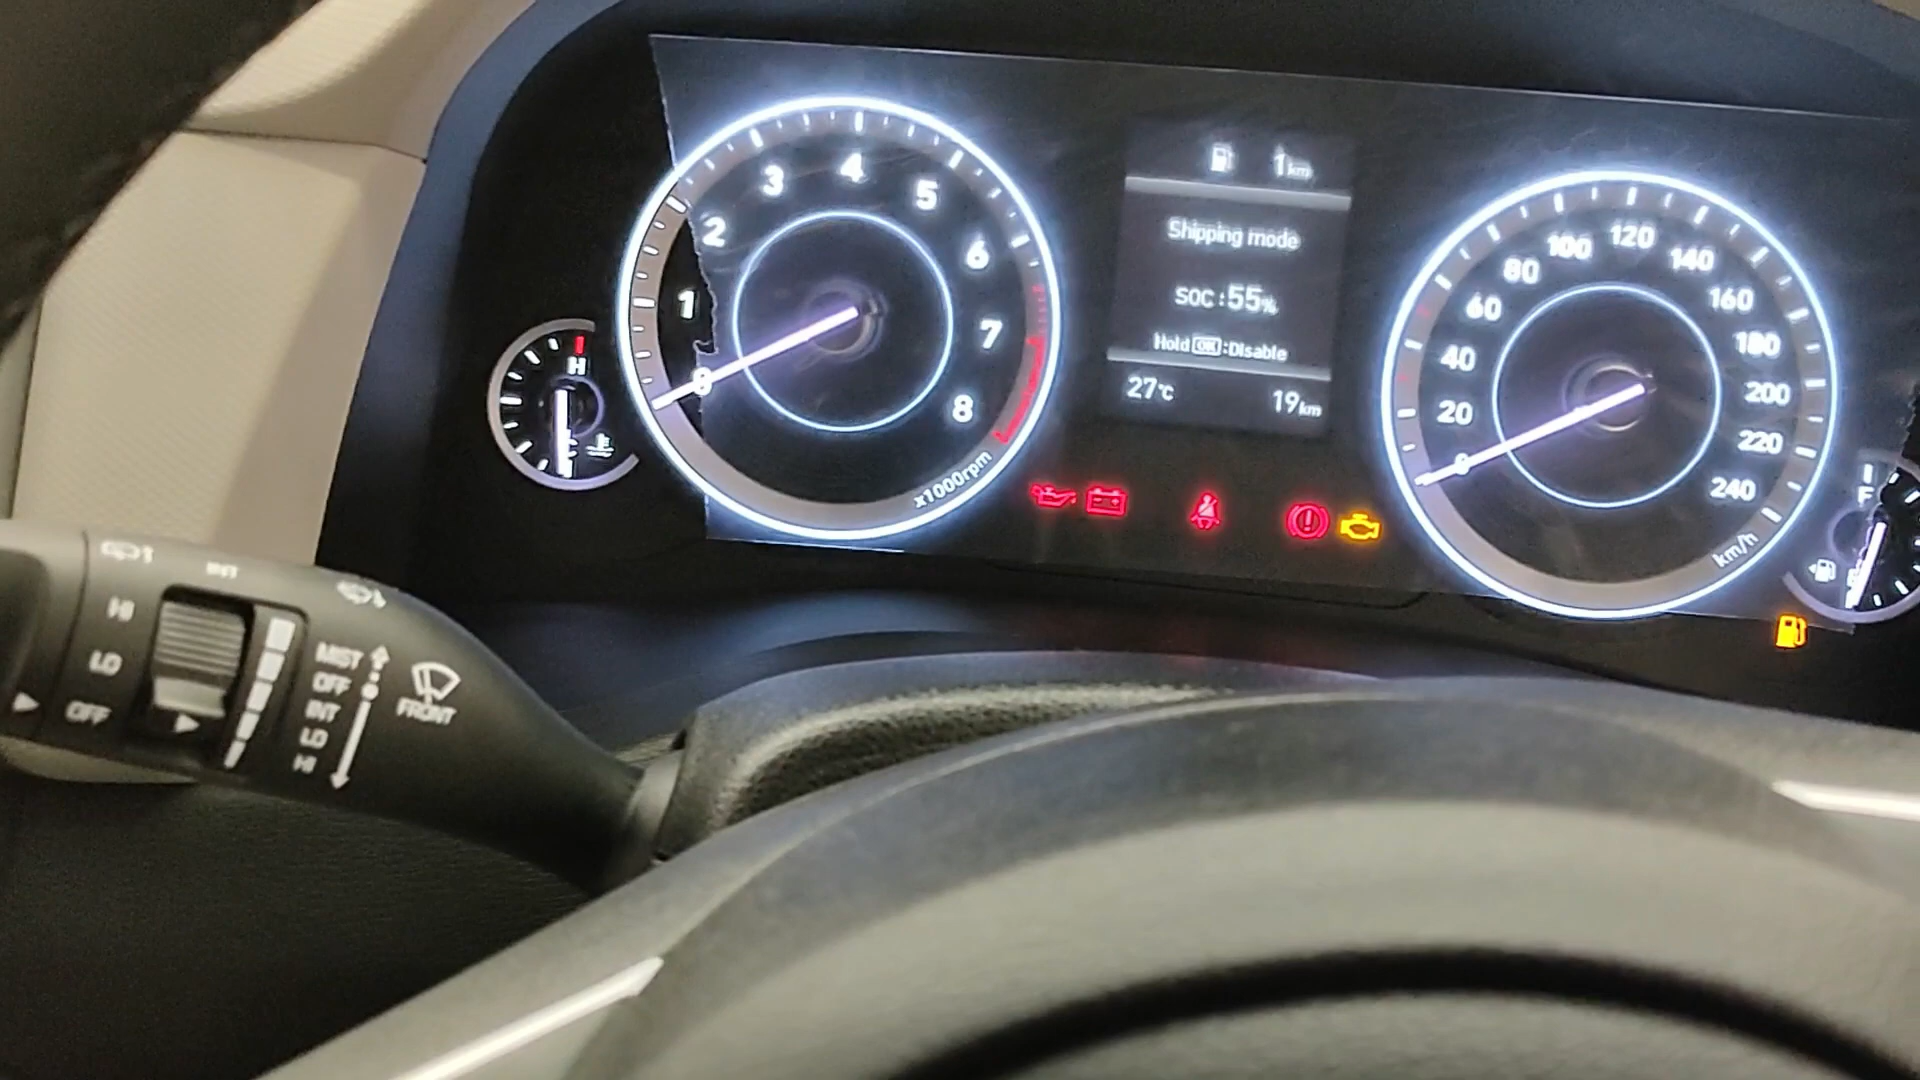 1km
Shipping mode
SOC : 55%
Hold OK : Disable
27℃ 19km
H
C
0
1
2
3
4
5
6
7
8
x1000rpm
0
20
40
60
80
100
120
140
160
180
200
220
240
km/h
F
INT
HI
LO
OFF
MIST
OFF
INT
LO
HI
FRONT